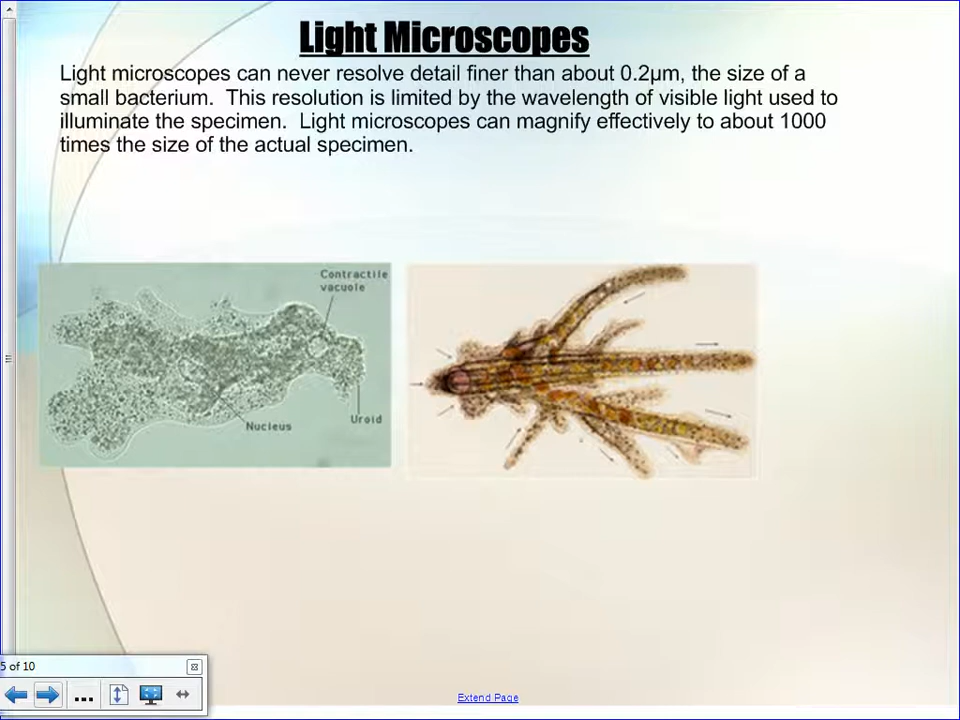 Light Microscopes
Light microscopes can never resolve detail finer than about 0.2µm, the size of a
small bacterium.  This resolution is limited by the wavelength of visible light used to
illuminate the specimen.  Light microscopes can magnify effectively to about 1000
times the size of the actual specimen.
Contractile
vacuole
Uroid
Nucleus
5 of 10
Extend Page